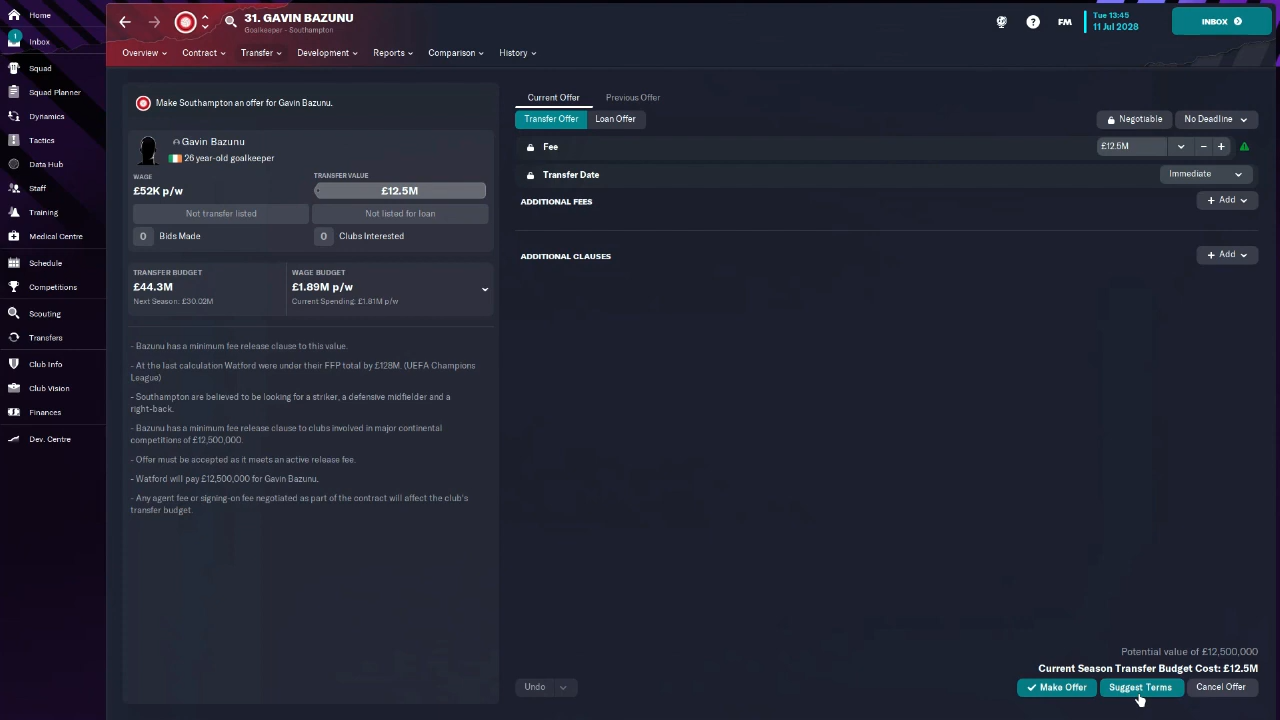 Home
1
Inbox
Squad
Squad Planner
Dynamics
Tactics
Data Hub
Staff
Training
Medical Centre
Schedule
Competitions
Scouting
Transfers
Club Info
Club Vision
Finances
Dev. Centre
31. GAVIN BAZUNU
Goalkeeper - Southampton
FM
Tue 13:45
11 Jul 2028
INBOX
Overview
Contract
Transfer
Development
Reports
Comparison
History
Make Southampton an offer for Gavin Bazunu.
Gavin Bazunu
26 year-old goalkeeper
WAGE
TRANSFER VALUE
£52K p/w
£12.5M
Not transfer listed
Not listed for loan
0 Bids Made
0 Clubs Interested
TRANSFER BUDGET
WAGE BUDGET
£44.3M
£1.89M p/w
Next Season: £30.02M
Current Spending: £1.81M p/w
- Bazunu has a minimum fee release clause to this value.
- At the last calculation Watford were under their FFP total by £128M. (UEFA Champions
League)
- Southampton are believed to be looking for a striker, a defensive midfielder and a
right-back.
- Bazunu has a minimum fee release clause to clubs involved in major continental
competitions of £12,500,000.
- Offer must be accepted as it meets an active release fee.
- Watford will pay £12,500,000 for Gavin Bazunu.
- Any agent fee or signing-on fee negotiated as part of the contract will affect the club's
transfer budget.
Current Offer
Previous Offer
Transfer Offer
Loan Offer
Negotiable
No Deadline
Fee
£12.5M
Transfer Date
Immediate
ADDITIONAL FEES
Add
ADDITIONAL CLAUSES
Add
Potential value of £12,500,000
Current Season Transfer Budget Cost: £12.5M
Undo
Make Offer
Suggest Terms
Cancel Offer